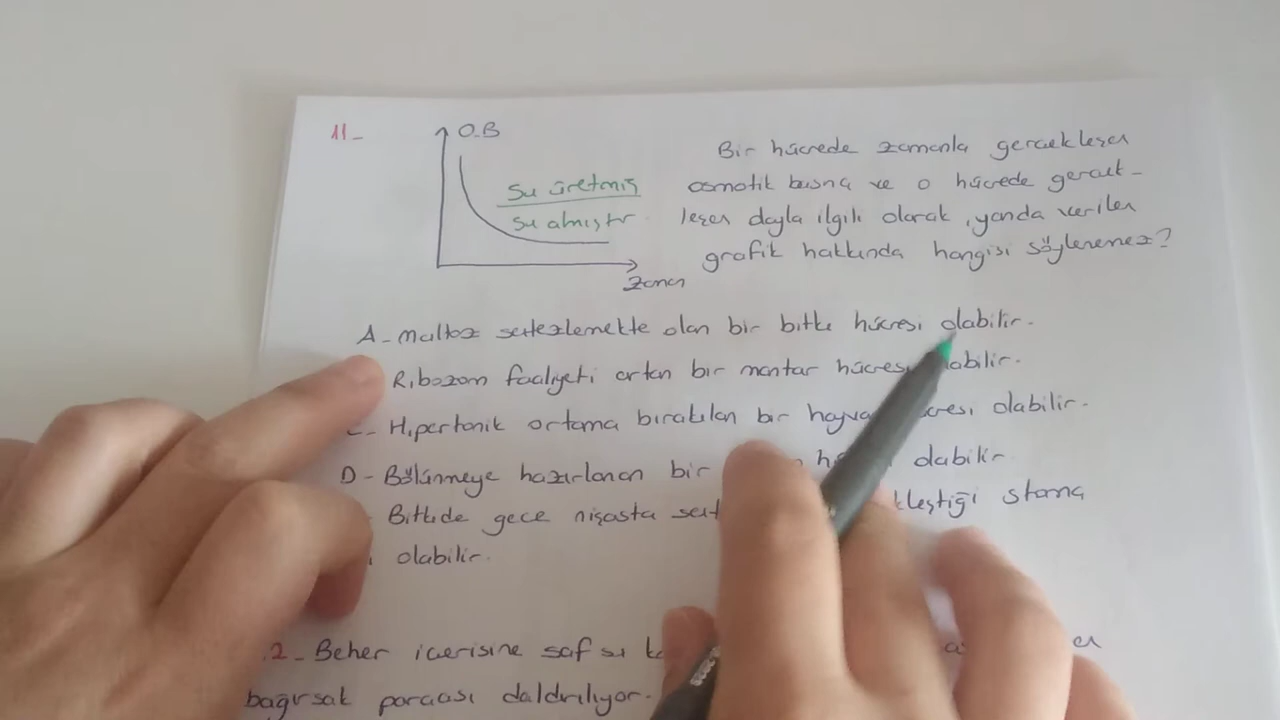 11-
O.B
Su üretmiş
Su almıştır.
Zaman
Bir hücrede zamanla gerçekleşen
osmotik basınç ve o hücrede gerçek-
leşen olayla ilgili olarak, yanda verilen
grafik hakkında hangisi söylenemez?
A- Maltoz sentezlemekte olan bir bitki hücresi olabilir.
Ribozom faaliyeti artan bir mantar hücresi olabilir.
C- Hipertonik ortama bırakılan bir hayvan hücresi olabilir.
D- Bölünmeye hazırlanan bir olabilir
Bitkide gece nişasta stoma
olabilir.
2- Beher içerisine saf su
bağırsak parçası daldırılıyor.